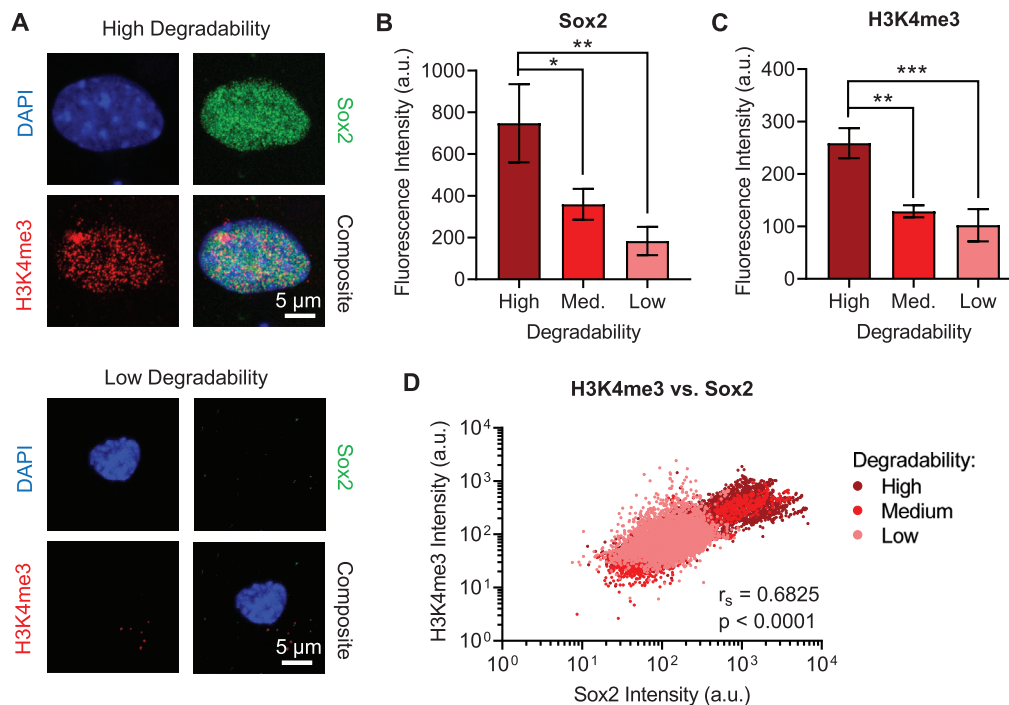 A
High Degradability
DAPI
Sox2
H3K4me3
Composite
5 μm
Low Degradability
DAPI
Sox2
H3K4me3
Composite
5 μm
B
Sox2
**
*
Fluorescence Intensity (a.u.)
1000
800
600
400
200
0
High Med. Low
Degradability
C
H3K4me3
***
**
Fluorescence Intensity (a.u.)
400
300
200
100
0
High Med. Low
Degradability
D
H3K4me3 vs. Sox2
H3K4me3 Intensity (a.u.)
10⁴
10³
10²
10¹
10⁰
10⁰ 10¹ 10² 10³ 10⁴
Sox2 Intensity (a.u.)
rₛ = 0.6825
p < 0.0001
Degradability:
High
Medium
Low